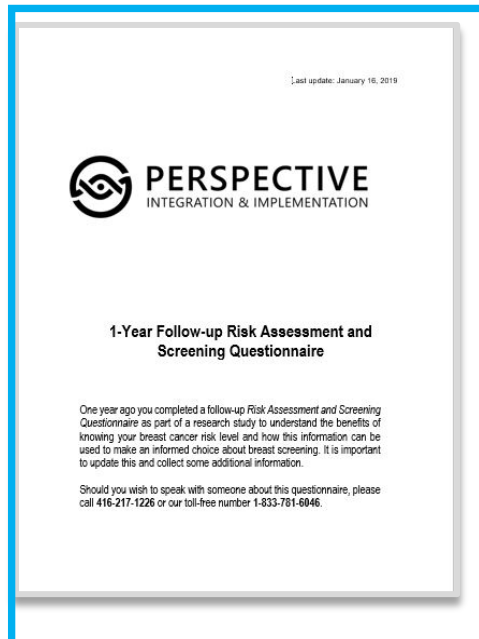 Last update: January 16, 2019
PERSPECTIVE
INTEGRATION & IMPLEMENTATION
1-Year Follow-up Risk Assessment and
Screening Questionnaire
One year ago you completed a follow-up Risk Assessment and Screening
Questionnaire as part of a research study to understand the benefits of
knowing your breast cancer risk level and how this information can be
used to make an informed choice about breast screening. It is important
to update this and collect some additional information.
Should you wish to speak with someone about this questionnaire, please
call 416-217-1226 or our toll-free number 1-833-781-6046.